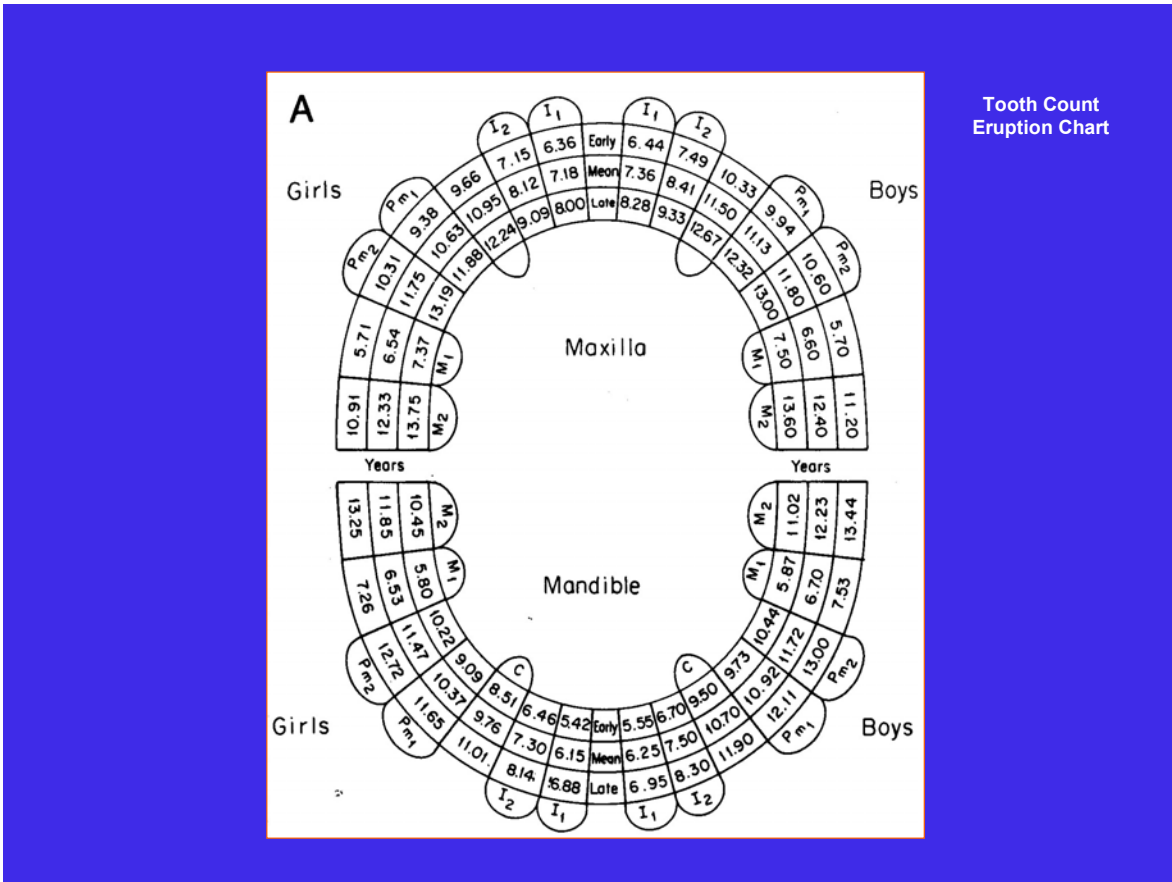 Tooth Count
Eruption Chart
A
Girls
Boys
I2 I1 I1 I2
Pm1 Pm1
Pm2 Pm2
9.38 9.66 7.15 6.36 Early 6.44 7.49 10.33 9.94
10.63 10.95 8.12 7.18 Mean 7.36 8.41 11.50 11.13
11.88 12.24 9.09 8.00 Late 8.28 9.33 12.67 12.32
10.31 11.75 13.19 13.00 11.80 10.60
5.71 6.54 7.37 M1 M1 7.50 6.60 5.70
Maxilla
10.91 12.33 13.75 M2 M2 13.60 12.40 11.20
Years Years
13.25 11.85 10.45 M2 M2 11.02 12.23 13.44
7.26 6.53 5.80 M1 M1 5.87 6.70 7.53
Mandible
12.72 11.47 10.22 10.44 11.72 13.00
Pm2 Pm2
C C
9.09 8.51 6.46 5.42 Early 5.55 6.70 9.50 9.73
10.37 9.76 7.30 6.15 Mean 6.25 7.50 10.70 10.92
11.65 11.01 8.14 6.88 Late 6.95 8.30 11.90 12.11
Pm1 Pm1
Girls
Boys
I2 I1 I1 I2